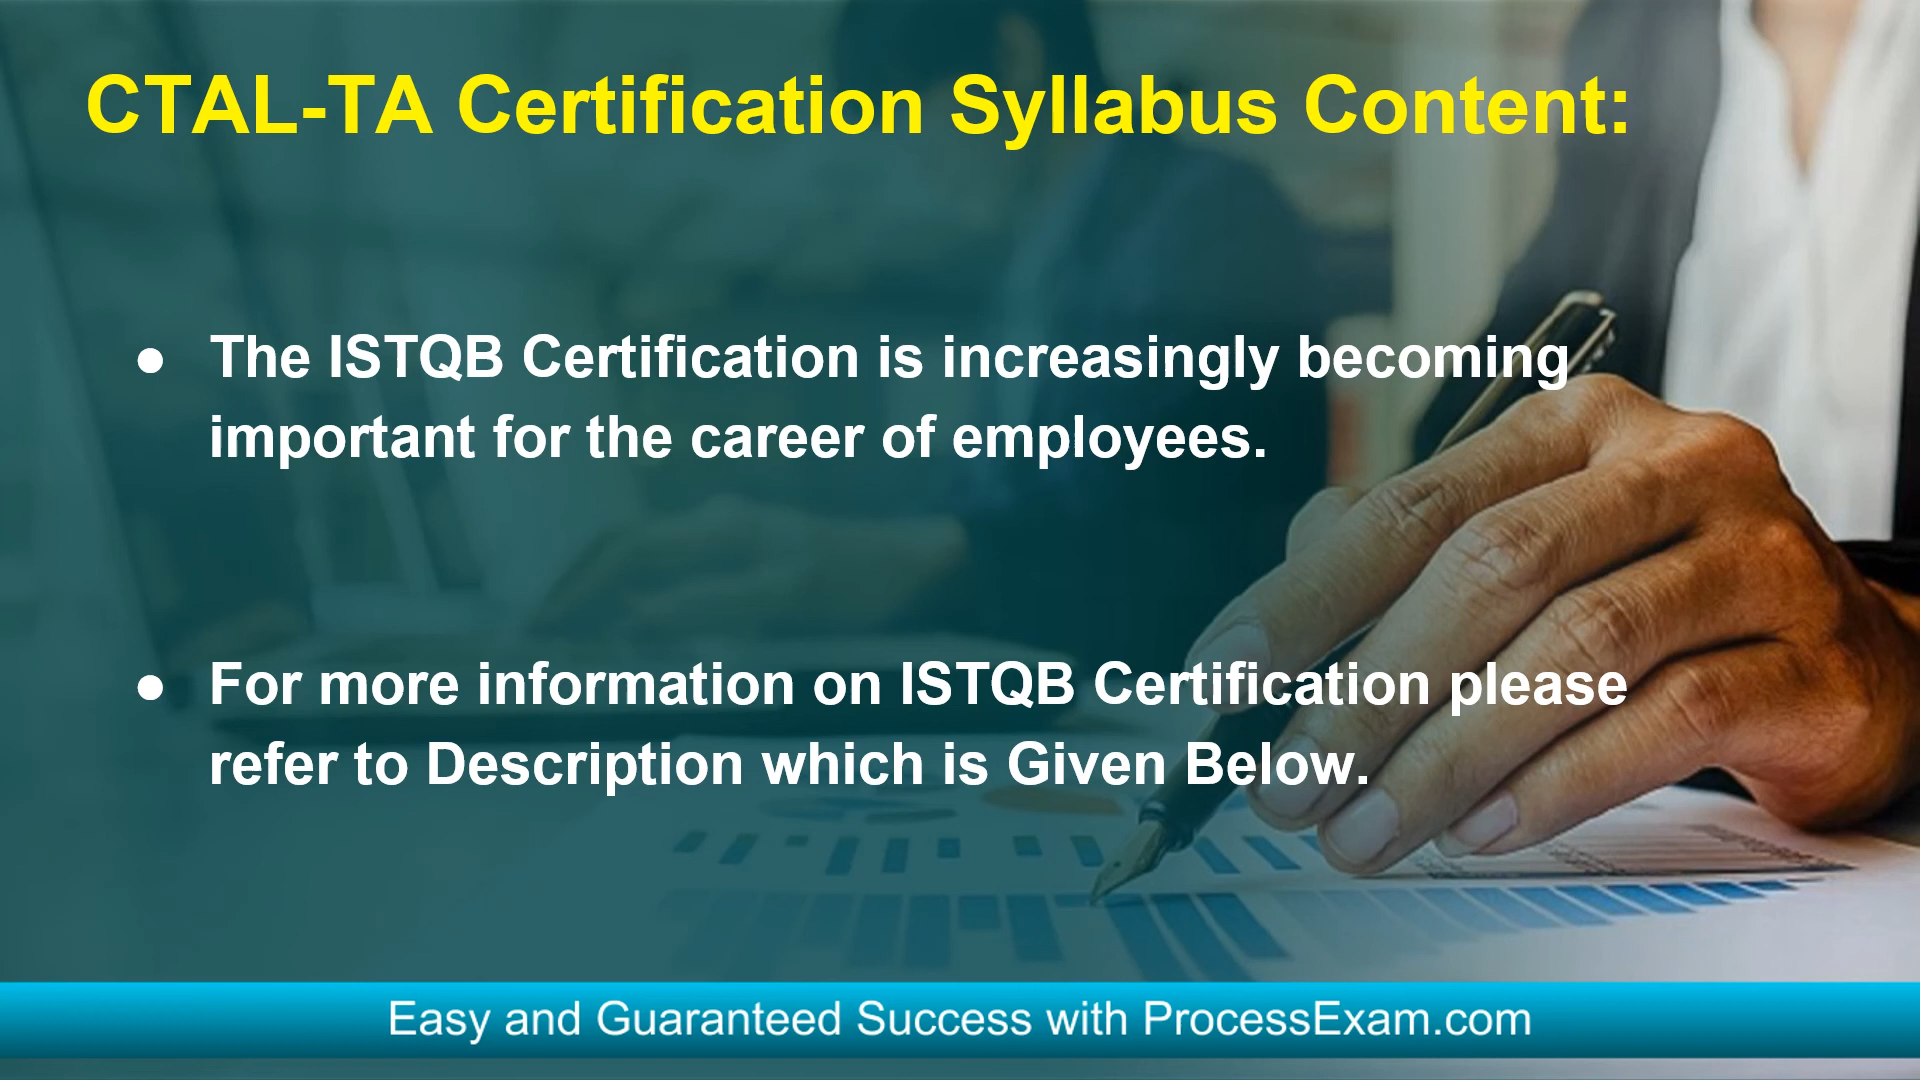 CTAL-TA Certification Syllabus Content:
● The ISTQB Certification is increasingly becoming
important for the career of employees.
● For more information on ISTQB Certification please
refer to Description which is Given Below.
Easy and Guaranteed Success with ProcessExam.com